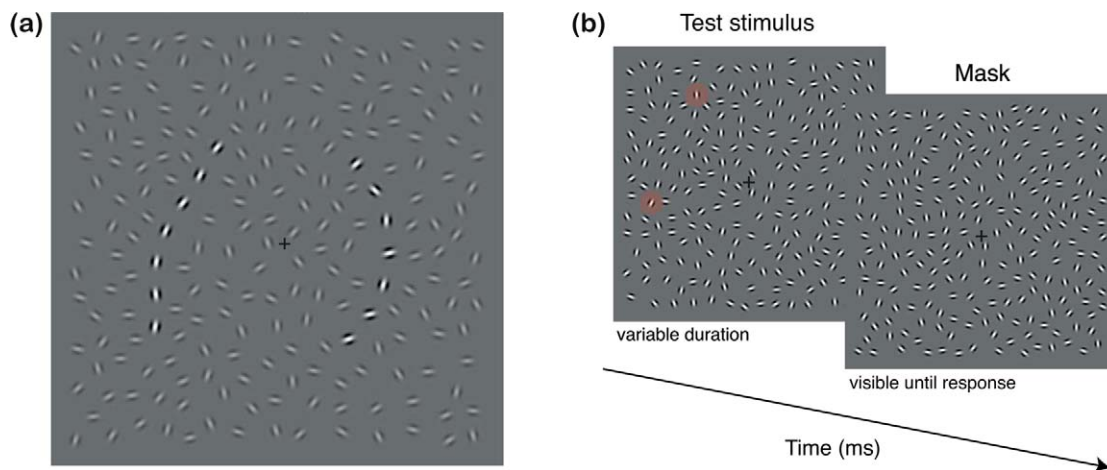 (a)
(b)
Test stimulus
Mask
variable duration
visible until response
Time (ms)